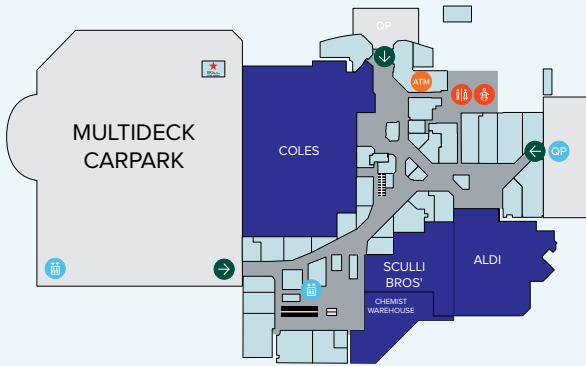 QP
ATM
MULTIDECK
CARPARK
COLES
QP
SCULLI
BROS'
ALDI
CHEMIST
WAREHOUSE